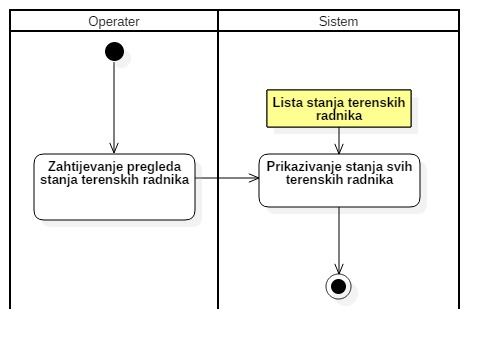 Operater
Sistem
Lista stanja terenskih
radnika
Zahtijevanje pregleda
stanja terenskih radnika
Prikazivanje stanja svih
terenskih radnika